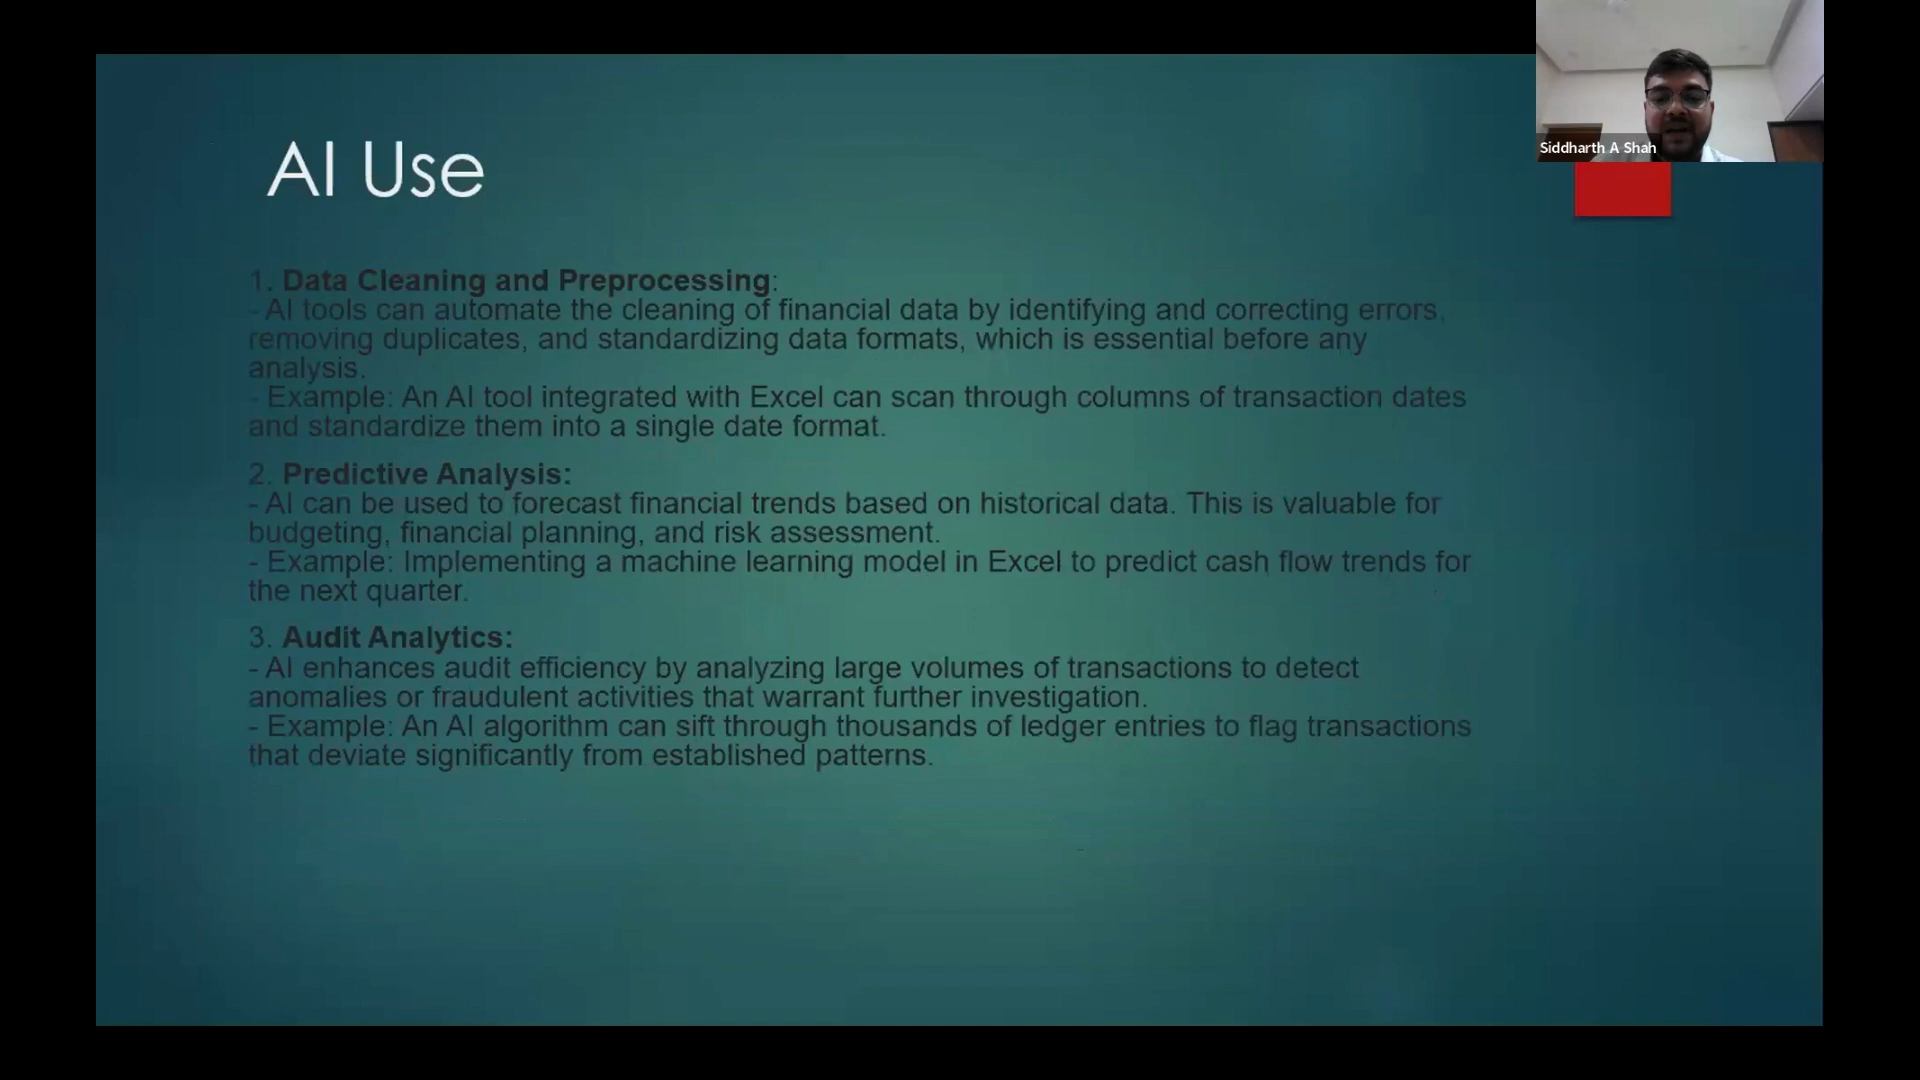 Siddharth A Shah
AI Use
1. Data Cleaning and Preprocessing:
- AI tools can automate the cleaning of financial data by identifying and correcting errors,
removing duplicates, and standardizing data formats, which is essential before any
analysis.
- Example: An AI tool integrated with Excel can scan through columns of transaction dates
and standardize them into a single date format.
2. Predictive Analysis:
- AI can be used to forecast financial trends based on historical data. This is valuable for
budgeting, financial planning, and risk assessment.
- Example: Implementing a machine learning model in Excel to predict cash flow trends for
the next quarter.
3. Audit Analytics:
- AI enhances audit efficiency by analyzing large volumes of transactions to detect
anomalies or fraudulent activities that warrant further investigation.
- Example: An AI algorithm can sift through thousands of ledger entries to flag transactions
that deviate significantly from established patterns.